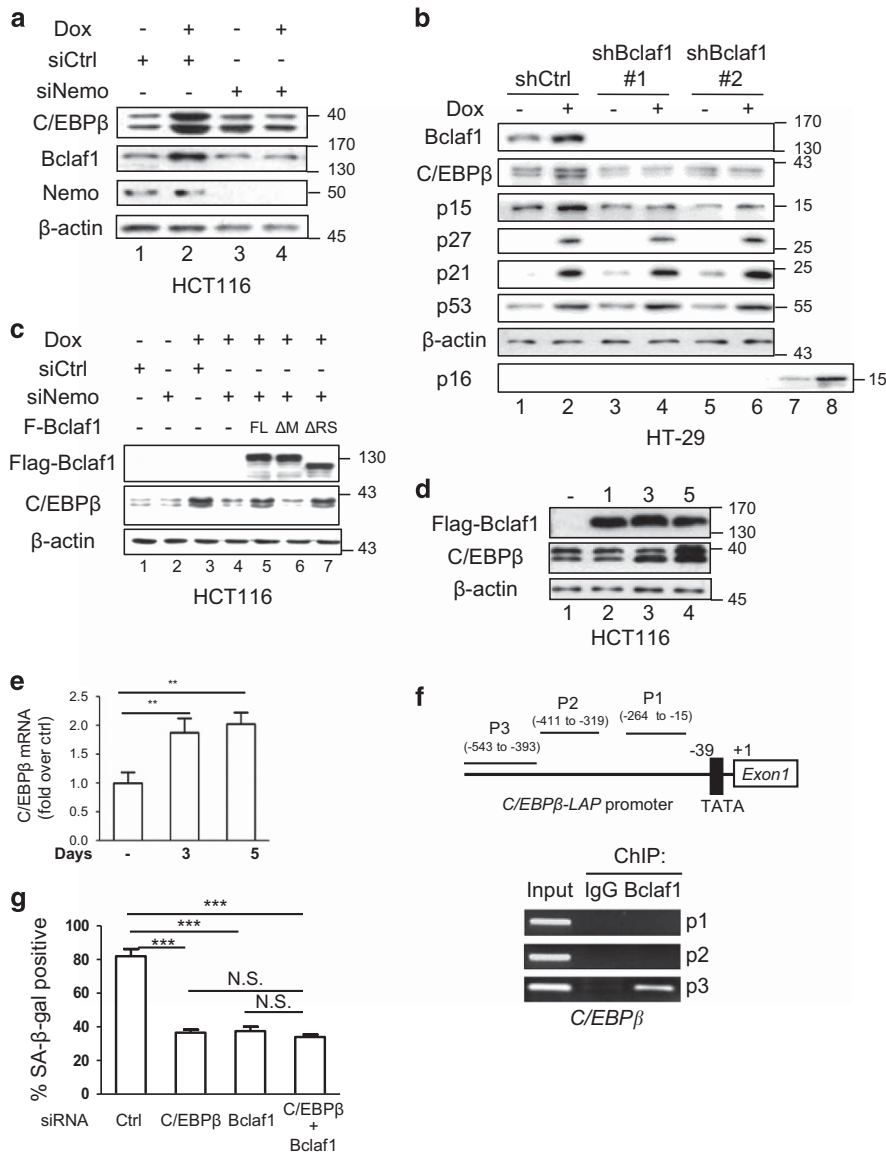 a
Dox - + - +
siCtrl + + - -
siNemo - - + +
C/EBPβ 40
Bclaf1 170
130
Nemo 50
β-actin
45
1 2 3 4
HCT116
b
shCtrl shBclaf1 #1 shBclaf1 #2
Dox - + - + - +
Bclaf1 170
130
C/EBPβ 43
p15 15
p27
25
p21 25
p53 55
β-actin
43
p16 15
1 2 3 4 5 6 7 8
HT-29
c
Dox - - + + + + +
siCtrl + - + - - - -
siNemo - + - + + + +
F-Bclaf1 - - - - FL ΔM ΔRS
Flag-Bclaf1 130
C/EBPβ 43
β-actin
43
1 2 3 4 5 6 7
HCT116
d
- 1 3 5
Flag-Bclaf1 170
130
C/EBPβ 40
β-actin
45
1 2 3 4
HCT116
e
C/EBPβ mRNA
(fold over ctrl)
2.5
2.0
1.5
1.0
0.5
0.0
**
**
Days - 3 5
f
P3
(-543 to -393)
P2
(-411 to -319)
P1
(-264 to -15)
-39 +1
Exon1
C/EBPβ-LAP promoter
TATA
ChIP:
Input IgG Bclaf1
p1
p2
p3
C/EBPβ
g
% SA-β-gal positive
100
80
60
40
20
0
***
***
***
N.S.
N.S.
siRNA Ctrl C/EBPβ Bclaf1 C/EBPβ
+
Bclaf1